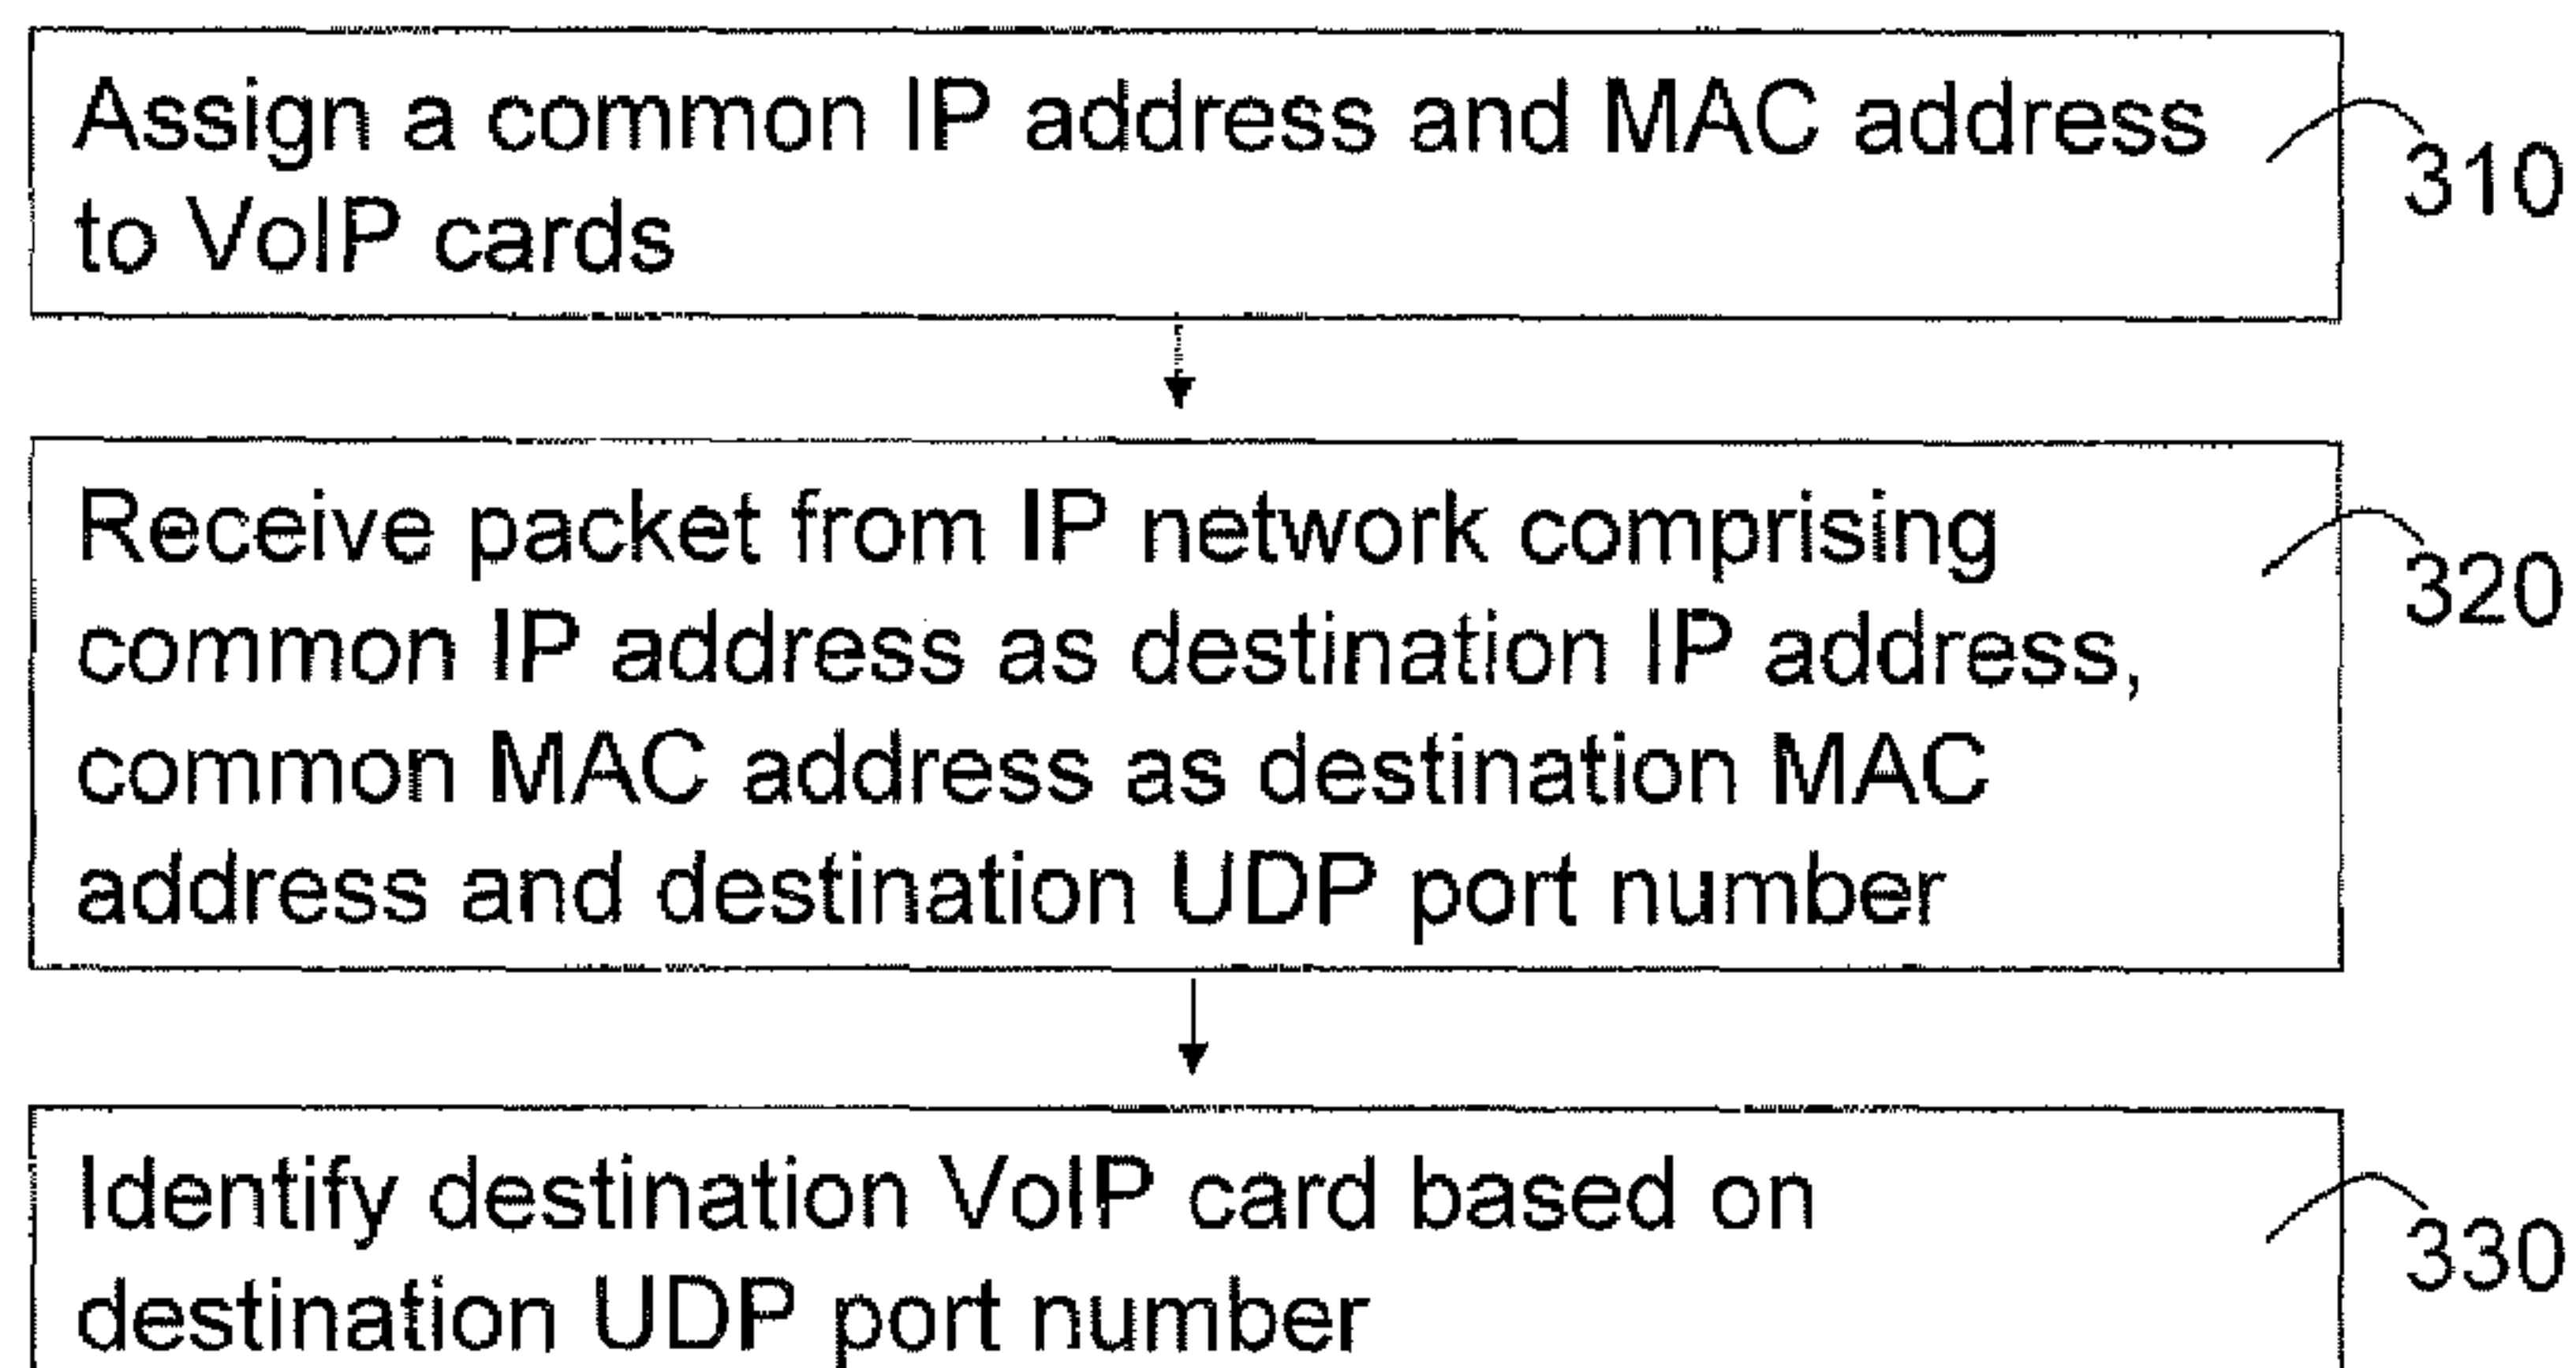 Assign a common IP address and MAC address
to VoIP cards
310
Receive packet from IP network comprising
common IP address as destination IP address,
common MAC address as destination MAC
address and destination UDP port number
320
Identify destination VoIP card based on
destination UDP port number
330